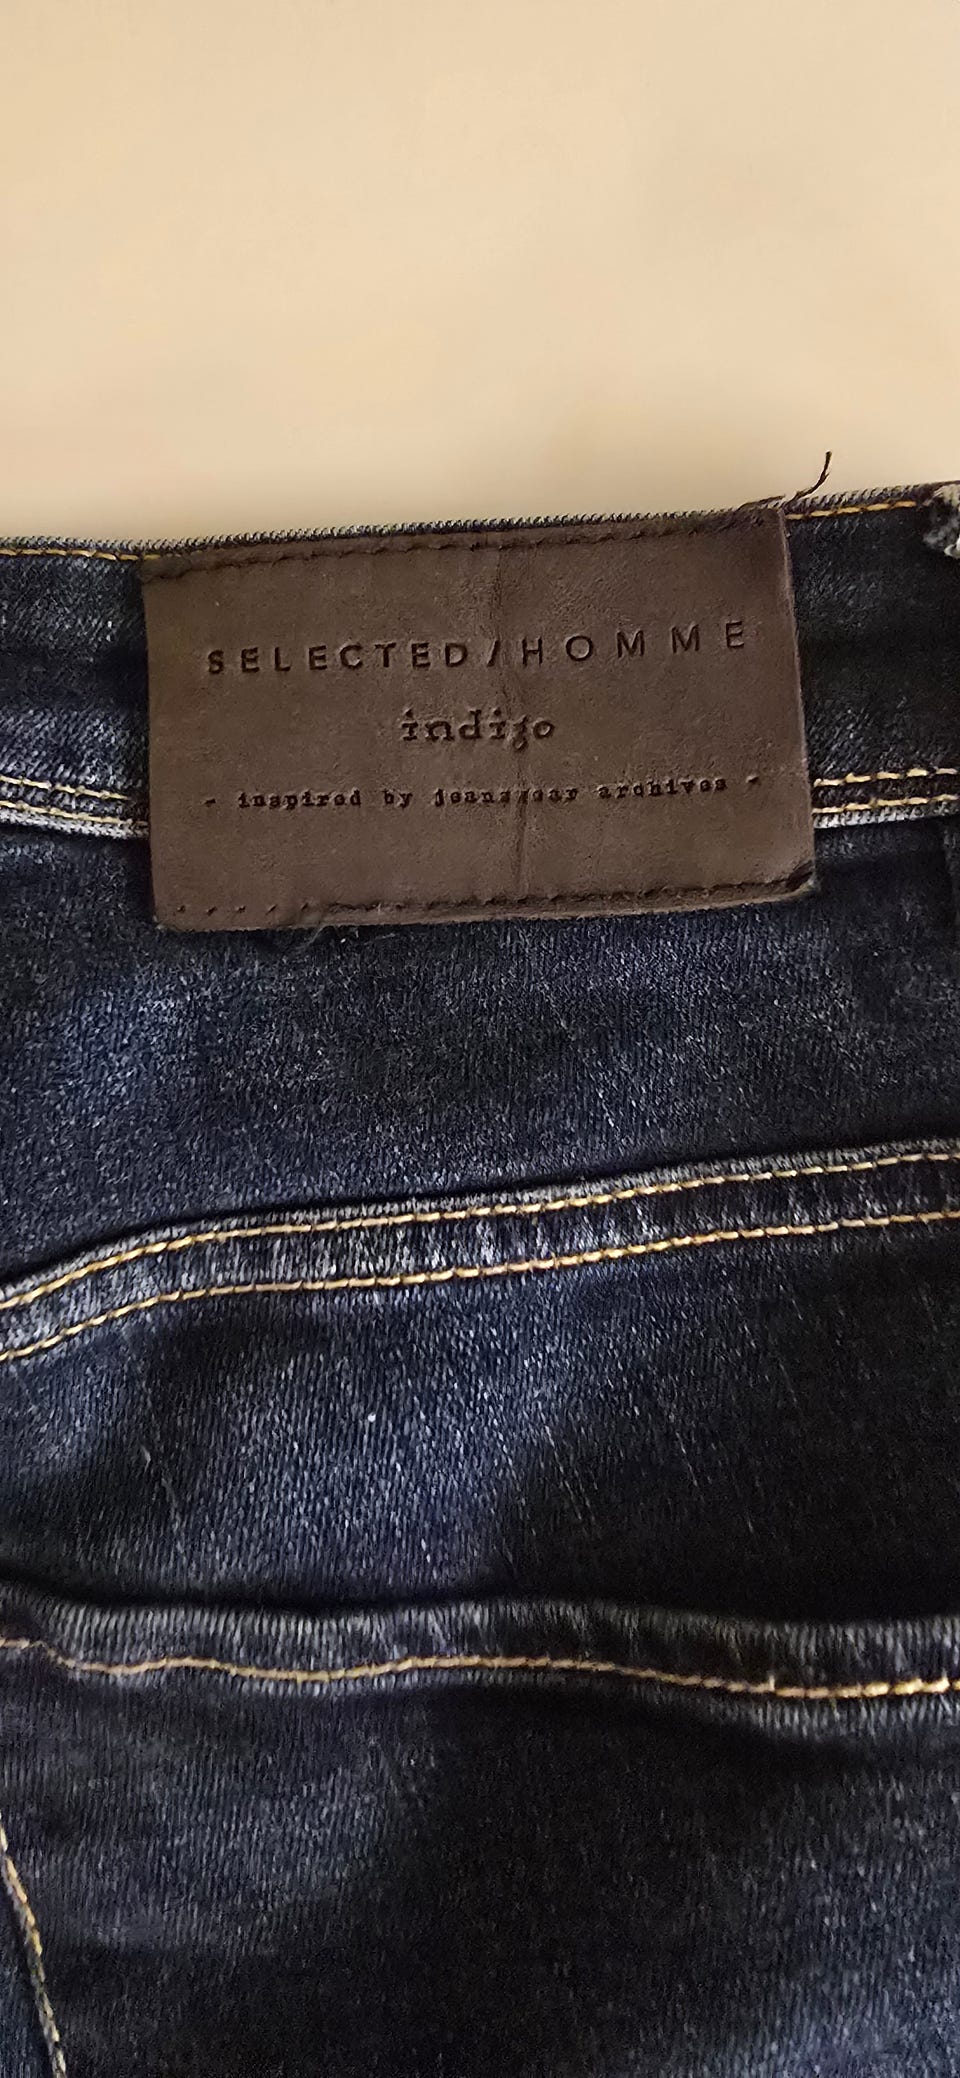 SELECTED/HOMME
indigo
- inspired by jeanswear archives -